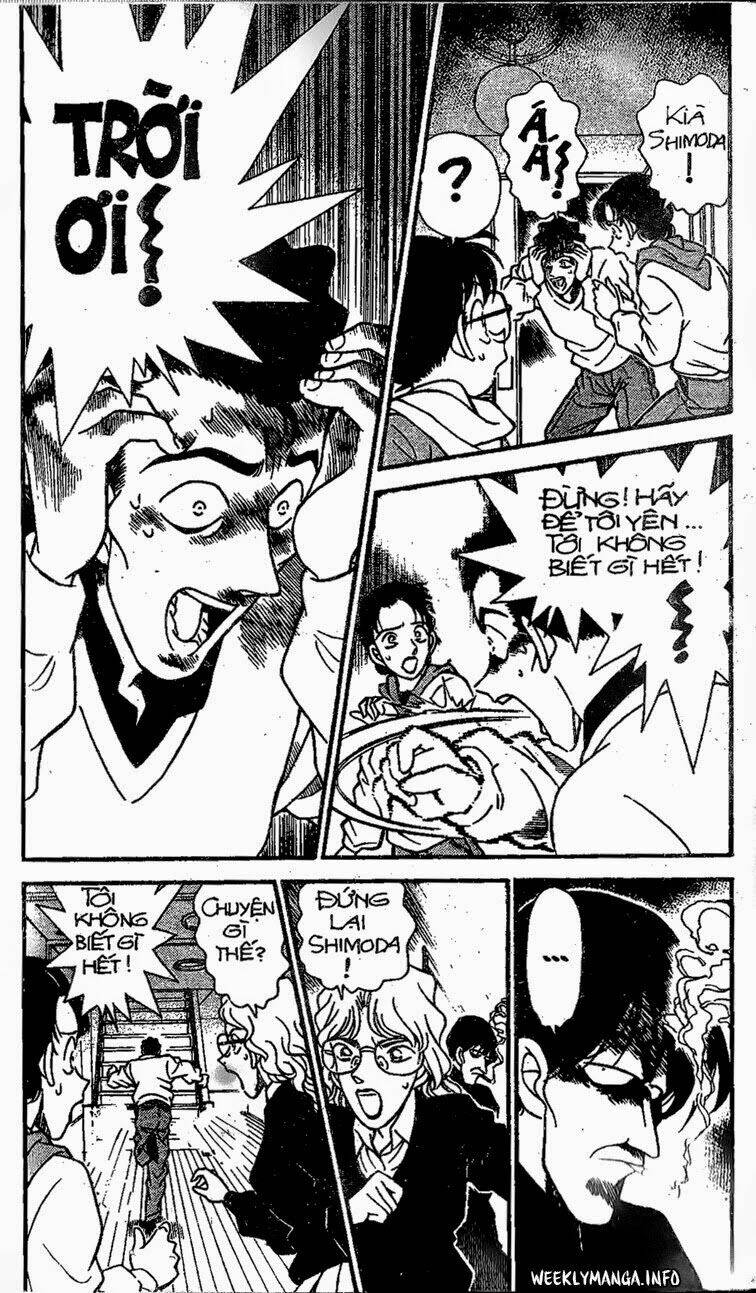 TRỜI
ƠI!
KÌA
SHIMODA
!
Á
Á!
?
ĐỪNG! HÃY
ĐỂ TÔI YÊN...
TÔI KHÔNG
BIẾT GÌ HẾT!
TÔI
KHÔNG
BIẾT GÌ
HẾT!
CHUYỆN
GÌ
THẾ?
ĐỨNG
LẠI
SHIMODA
!
...
WEEKLYMANGA.INFO